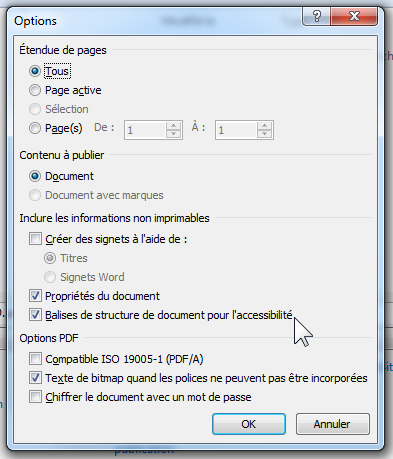 Options
Étendue de pages
Tous
Page active
Sélection
Page(s) De : 1 À : 1
Contenu à publier
Document
Document avec marques
Inclure les informations non imprimables
Créer des signets à l'aide de :
Titres
Signets Word
Propriétés du document
Balises de structure de document pour l'accessibilité
Options PDF
Compatible ISO 19005-1 (PDF/A)
Texte de bitmap quand les polices ne peuvent pas être incorporées
Chiffrer le document avec un mot de passe
OK Annuler
publication